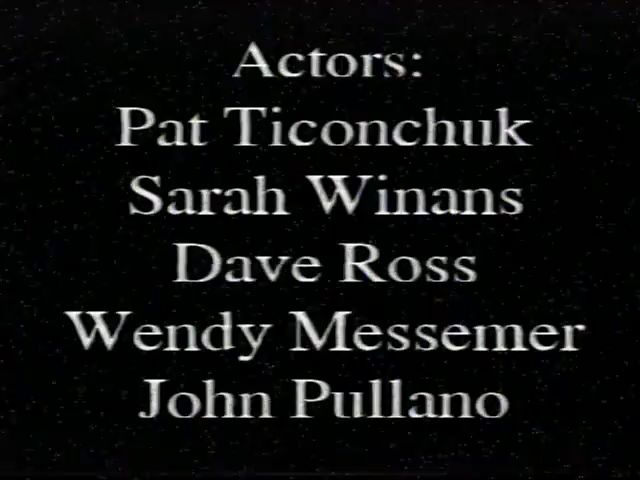 Actors:
Pat Ticonchuk
Sarah Winans
Dave Ross
Wendy Messemer
John Pullano